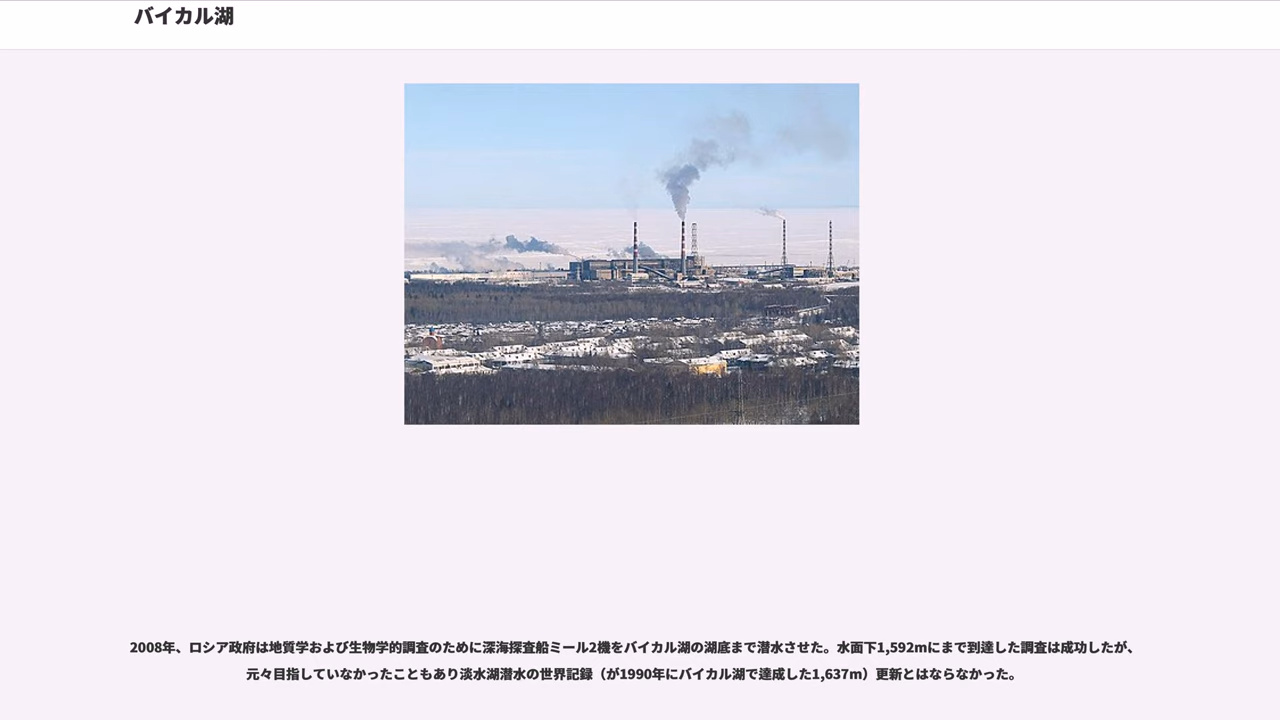 バイカル湖
2008年、ロシア政府は地質学および生物学的調査のために深海探査船ミール2機をバイカル湖の湖底まで潜水させた。水面下1,592mにまで到達した調査は成功したが、
元々目指していなかったこともあり淡水湖潜水の世界記録（が1990年にバイカル湖で達成した1,637m）更新とはならなかった。